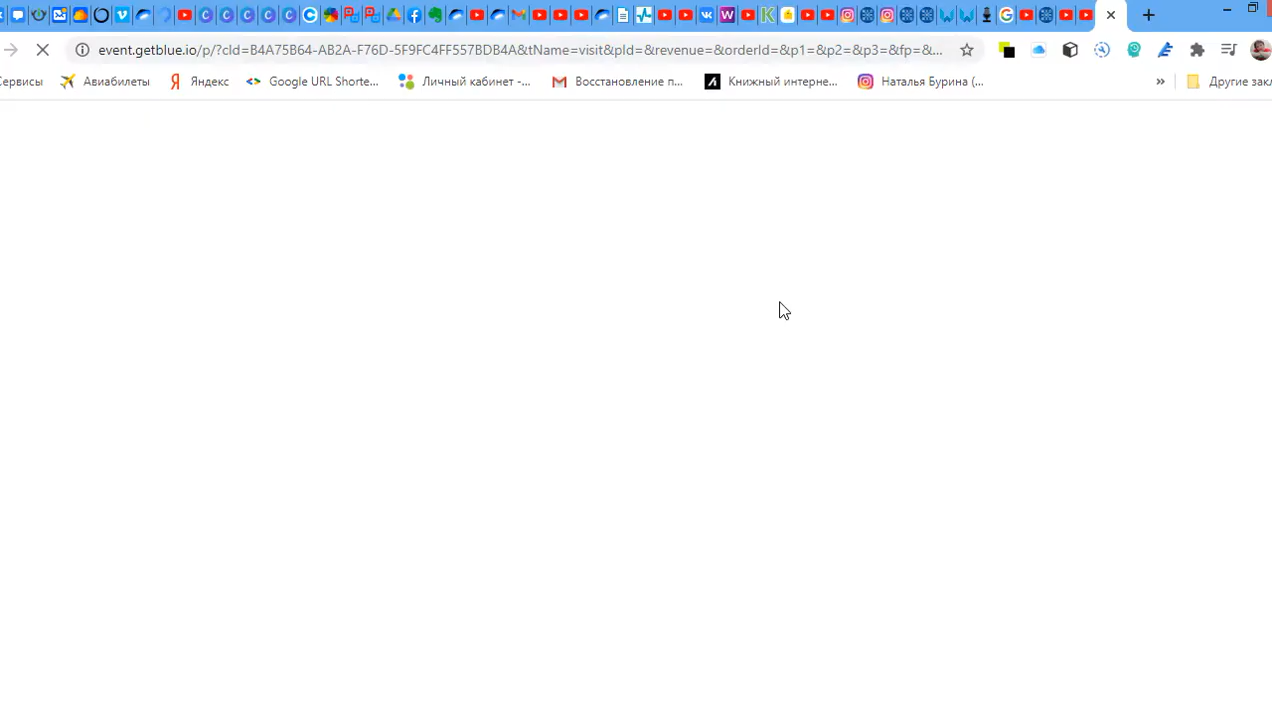 event.getblue.io/p/?cId=B4A75B64-AB2A-F76D-5F9FC4FF557BDB4A&tName=visit&pId=&revenue=&orderId=&p1=&p2=&p3=&fp=&...
Сервисы Авиабилеты Яндекс Google URL Shorte... Личный кабинет -... Восстановление п... Книжный интерне... Наталья Бурина (... » Другие закл